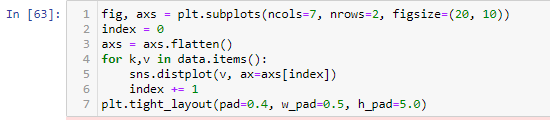 In [63]:
1 fig, axs = plt.subplots(ncols=7, nrows=2, figsize=(20, 10))
2 index = 0
3 axs = axs.flatten()
4 for k,v in data.items():
5     sns.distplot(v, ax=axs[index])
6     index += 1
7 plt.tight_layout(pad=0.4, w_pad=0.5, h_pad=5.0)